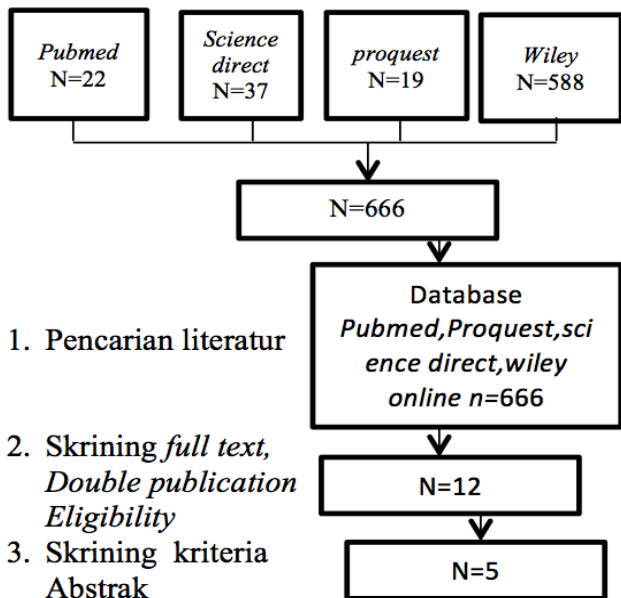 Pubmed
N=22
Science
direct
N=37
proquest
N=19
Wiley
N=588
N=666
Database
Pubmed,Proquest,sci
ence direct,wiley
online n=666
1. Pencarian literatur
2. Skrining full text,
Double publication
Eligibility
N=12
3. Skrining kriteria
Abstrak
N=5